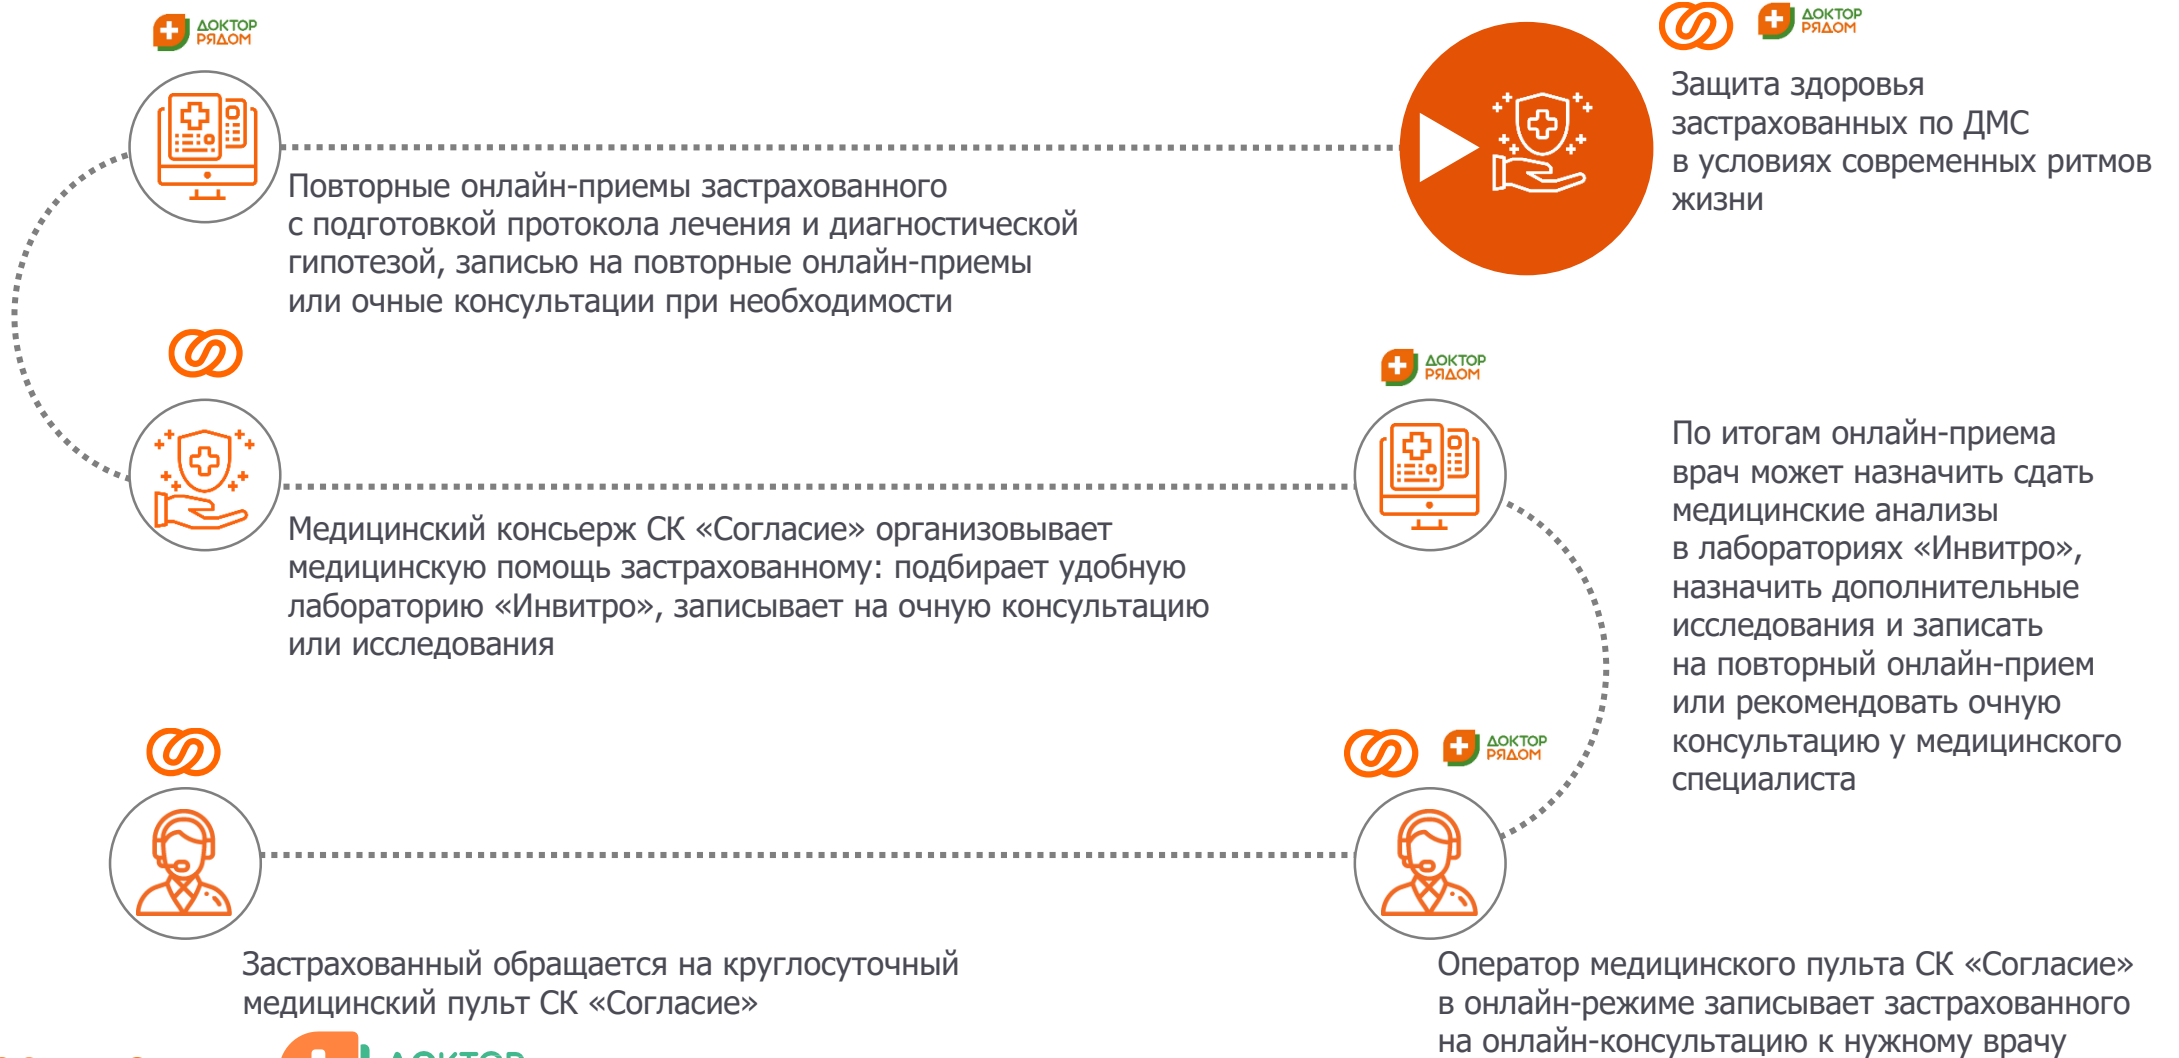 ДОКТОР
РЯДОМ
ДОКТОР
РЯДОМ
Защита здоровья
застрахованных по ДМС
в условиях современных ритмов
жизни
Повторные онлайн-приемы застрахованного
с подготовкой протокола лечения и диагностической
гипотезой, записью на повторные онлайн-приемы
или очные консультации при необходимости
ДОКТОР
РЯДОМ
По итогам онлайн-приема
врач может назначить сдать
медицинские анализы
в лабораториях «Инвитро»,
назначить дополнительные
исследования и записать
на повторный онлайн-прием
или рекомендовать очную
консультацию у медицинского
специалиста
Медицинский консьерж СК «Согласие» организовывает
медицинскую помощь застрахованному: подбирает удобную
лабораторию «Инвитро», записывает на очную консультацию
или исследования
ДОКТОР
РЯДОМ
Застрахованный обращается на круглосуточный
медицинский пульт СК «Согласие»
Оператор медицинского пульта СК «Согласие»
в онлайн-режиме записывает застрахованного
на онлайн-консультацию к нужному врачу
ДОКТОР